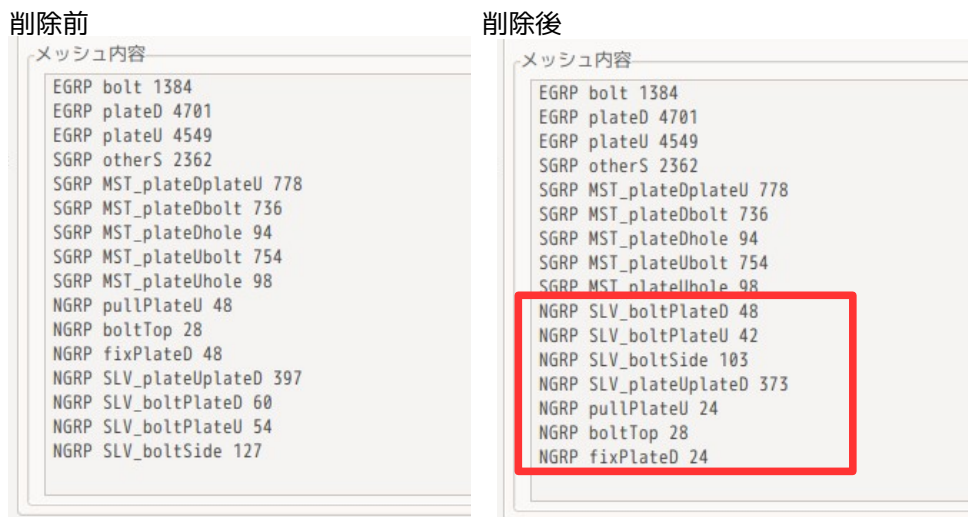 削除前
メッシュ内容
EGRP bolt 1384
EGRP plateD 4701
EGRP plateU 4549
SGRP otherS 2362
SGRP MST_plateDplateU 778
SGRP MST_plateDbolt 736
SGRP MST_plateDhole 94
SGRP MST_plateUbolt 754
SGRP MST_plateUhole 98
NGRP pullPlateU 48
NGRP boltTop 28
NGRP fixPlateD 48
NGRP SLV_plateUplateD 397
NGRP SLV_boltPlateD 60
NGRP SLV_boltPlateU 54
NGRP SLV_boltSide 127
削除後
メッシュ内容
EGRP bolt 1384
EGRP plateD 4701
EGRP plateU 4549
SGRP otherS 2362
SGRP MST_plateDplateU 778
SGRP MST_plateDbolt 736
SGRP MST_plateDhole 94
SGRP MST_plateUbolt 754
SGRP MST_plateUhole 98
NGRP SLV_boltPlateD 48
NGRP SLV_boltPlateU 42
NGRP SLV_boltSide 103
NGRP SLV_plateUplateD 373
NGRP pullPlateU 24
NGRP boltTop 28
NGRP fixPlateD 24